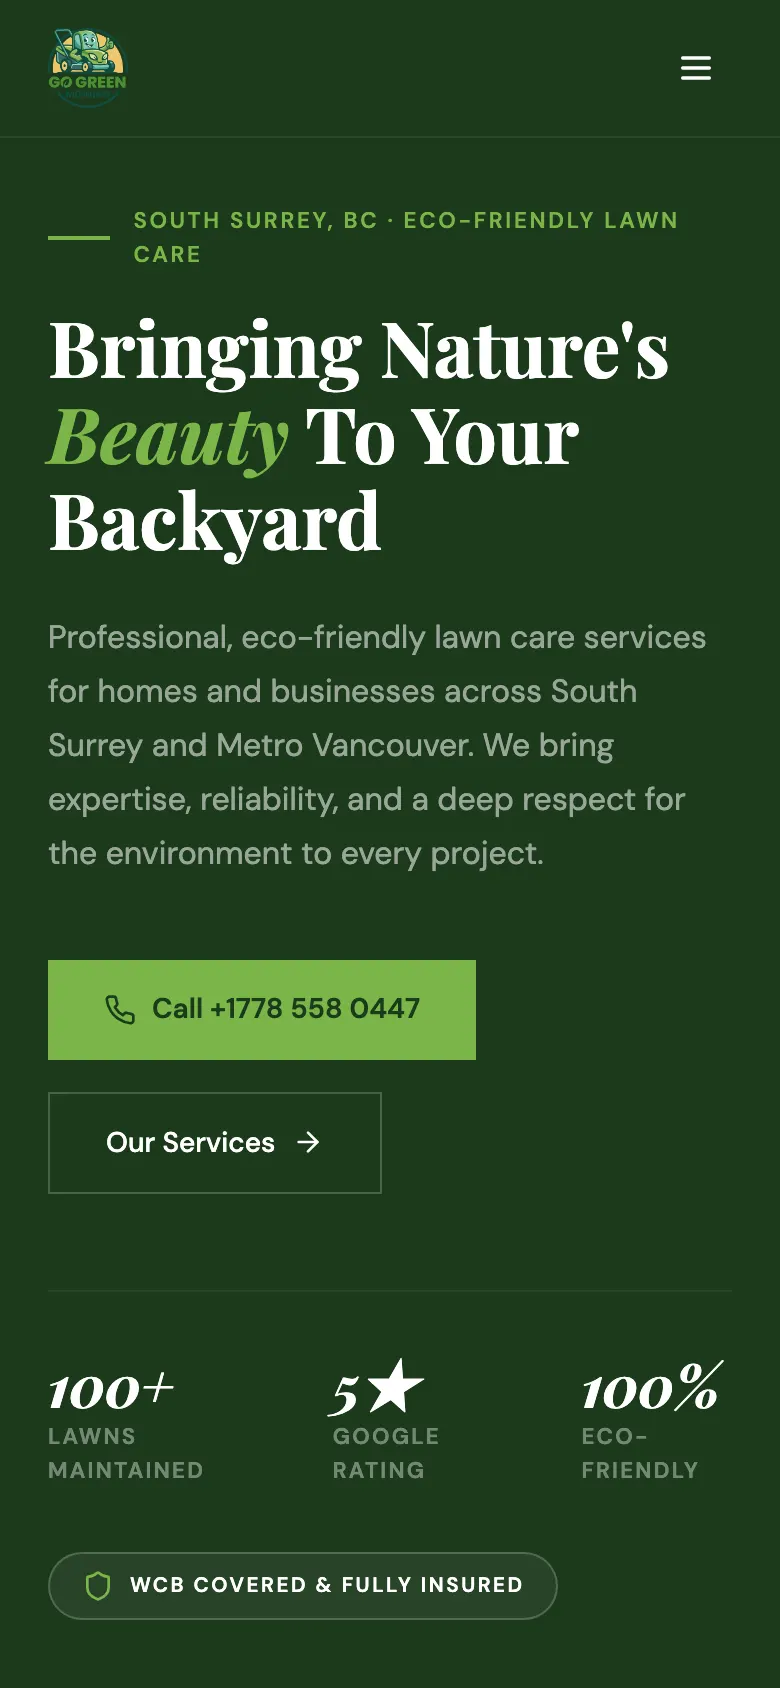 GO GREEN
SOUTH SURREY, BC · ECO-FRIENDLY LAWN
CARE
Bringing Nature's
Beauty To Your
Backyard
Professional, eco-friendly lawn care services
for homes and businesses across South
Surrey and Metro Vancouver. We bring
expertise, reliability, and a deep respect for
the environment to every project.
Call +1778 558 0447
Our Services →
100+
LAWNS
MAINTAINED
5★
GOOGLE
RATING
100%
ECO-
FRIENDLY
WCB COVERED & FULLY INSURED